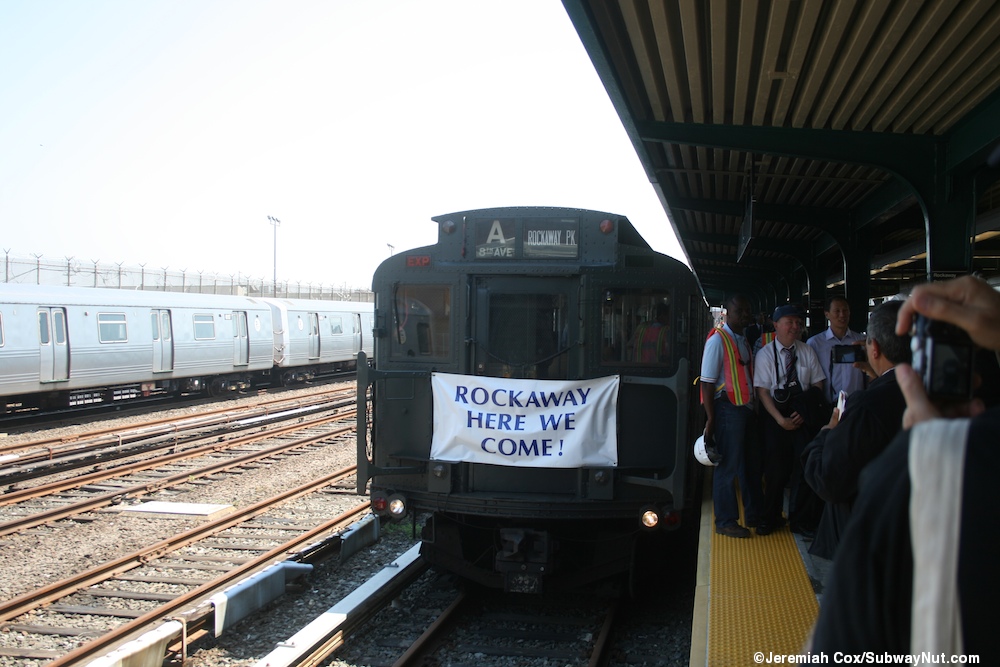 A
8TH AVE
ROCKAWAY PK
EXP
ROCKAWAY
HERE WE
COME!
©Jeremiah Cox/SubwayNut.com